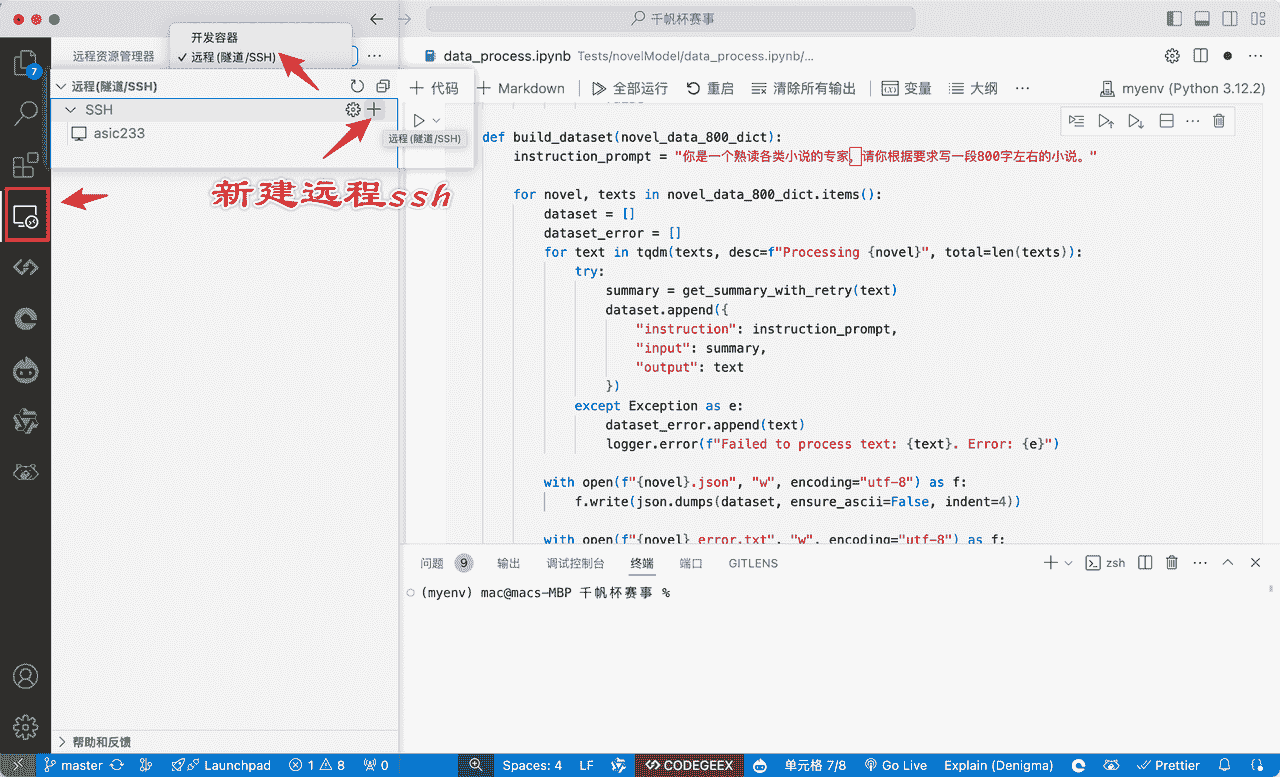 千帆杯赛事
开发容器
✓ 远程 (隧道/SSH)
远程资源管理器
data_process.ipynb Tests/novelModel/data_process.ipynb/...
7
远程(隧道/SSH)
代码
Markdown
全部运行
重启
清除所有输出
变量
大纲
myenv (Python 3.12.2)
SSH
远程(隧道/SSH)
asic233
新建远程ssh
def build_dataset(novel_data_800_dict):
instruction_prompt = "你是一个熟读各类小说的专家，请你根据要求写一段800字左右的小说。"
for novel, texts in novel_data_800_dict.items():
dataset = []
dataset_error = []
for text in tqdm(texts, desc=f"Processing {novel}", total=len(texts)):
try:
summary = get_summary_with_retry(text)
dataset.append({
"instruction": instruction_prompt,
"input": summary,
"output": text
})
except Exception as e:
dataset_error.append(text)
logger.error(f"Failed to process text: {text}. Error: {e}")
with open(f"{novel}.json", "w", encoding="utf-8") as f:
f.write(json.dumps(dataset, ensure_ascii=False, indent=4))
with open(f"{novel}_error.txt", "w", encoding="utf-8") as f:
问题 9 输出 调试控制台 终端 端口 GITLENS
zsh
(myenv) mac@macs-MBP 千帆杯赛事 %
帮助和反馈
master Launchpad 1 8 0 Spaces: 4 LF CODEGEEX 单元格 7/8 Go Live Explain (Denigma) Prettier